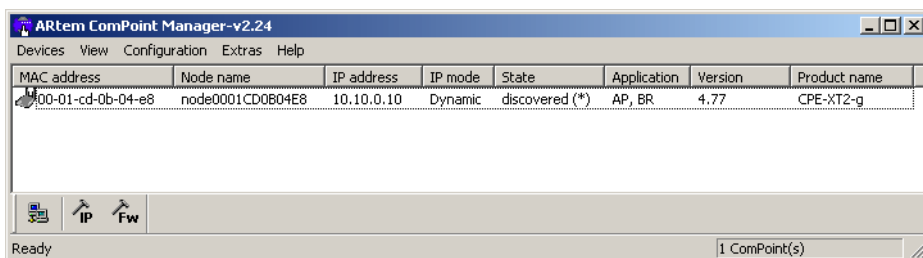 ARtem ComPoint Manager-v2.24
Devices View Configuration Extras Help
MAC address Node name IP address IP mode State Application Version Product name
00-01-cd-0b-04-e8 node0001CD0B04E8 10.10.0.10 Dynamic discovered (*) AP, BR 4.77 CPE-XT2-g
IP Fw
Ready 1 ComPoint(s)